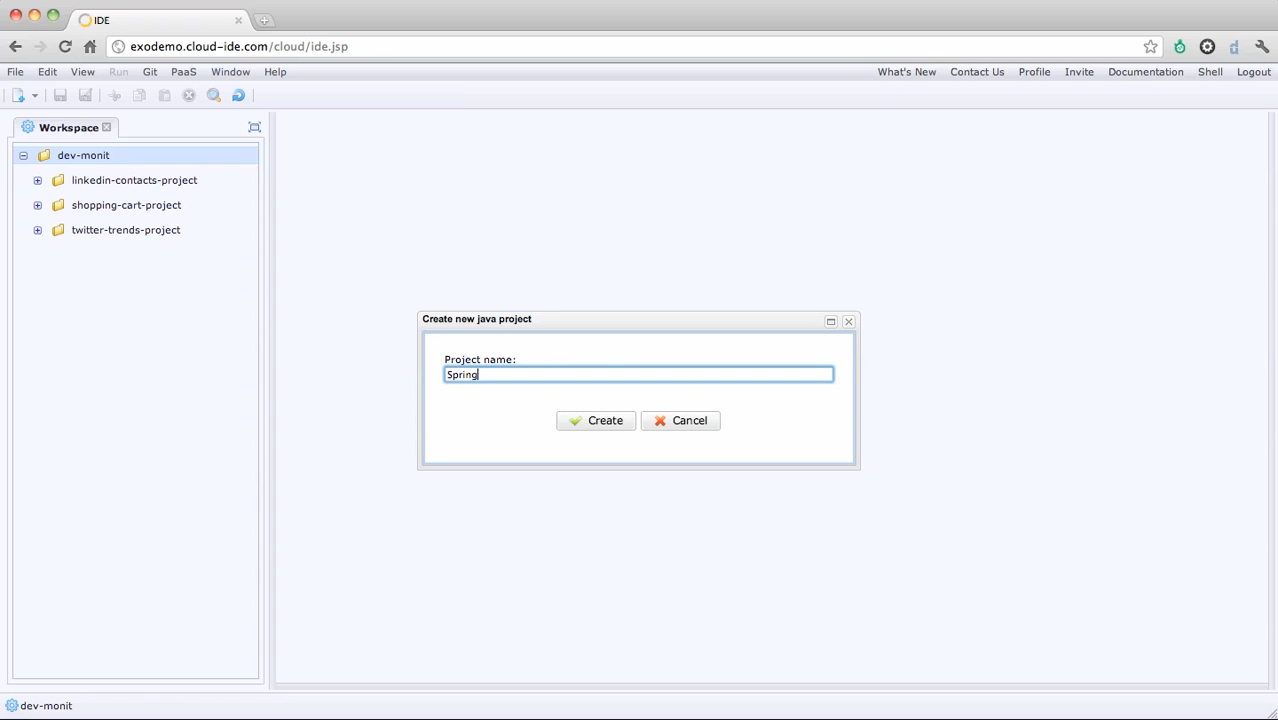 IDE
exodemo.cloud-ide.com/cloud/ide.jsp
File Edit View Run Git PaaS Window Help What's New Contact Us Profile Invite Documentation Shell Logout
Workspace
dev-monit
linkedin-contacts-project
shopping-cart-project
twitter-trends-project
Create new java project
Project name:
Spring
Create Cancel
dev-monit